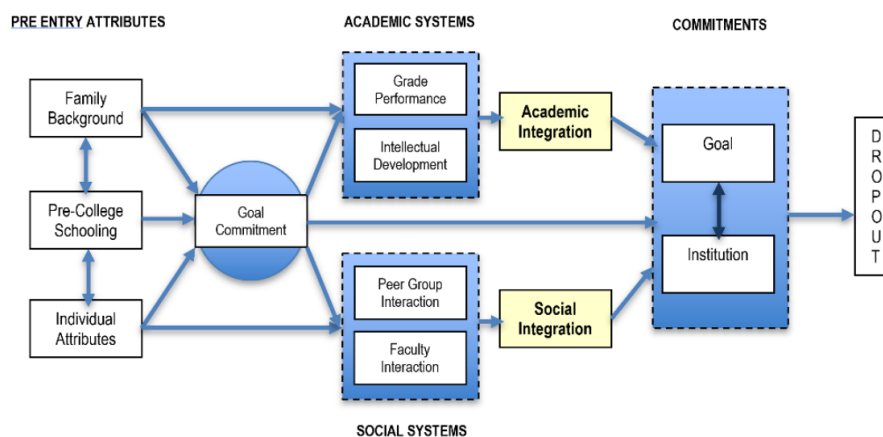 PRE ENTRY ATTRIBUTES
ACADEMIC SYSTEMS
COMMITMENTS
Family
Background
Pre-College
Schooling
Individual
Attributes
Goal
Commitment
Grade
Performance
Intellectual
Development
Peer Group
Interaction
Faculty
Interaction
SOCIAL SYSTEMS
Academic
Integration
Social
Integration
Goal
Institution
D
R
O
P
O
U
T